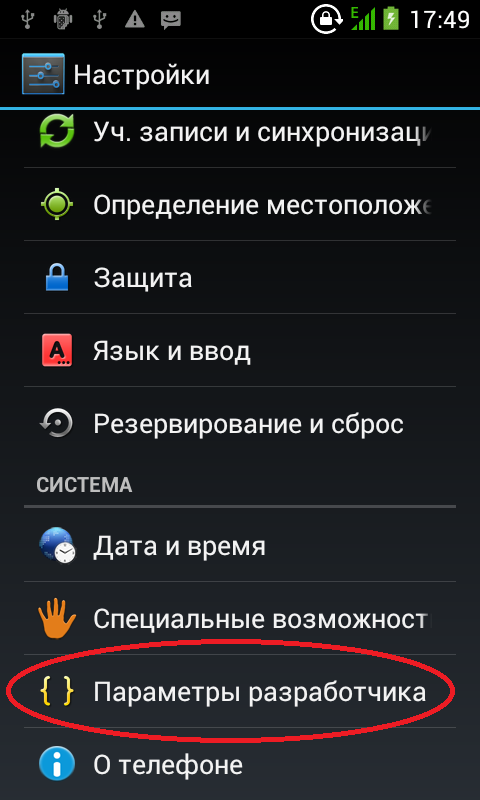 E 17:49
Настройки
Уч. записи и синхронизаци
Определение местоположе
Защита
A Язык и ввод
Резервирование и сброс
СИСТЕМА
Дата и время
Специальные возможност
{ } Параметры разработчика
О телефоне